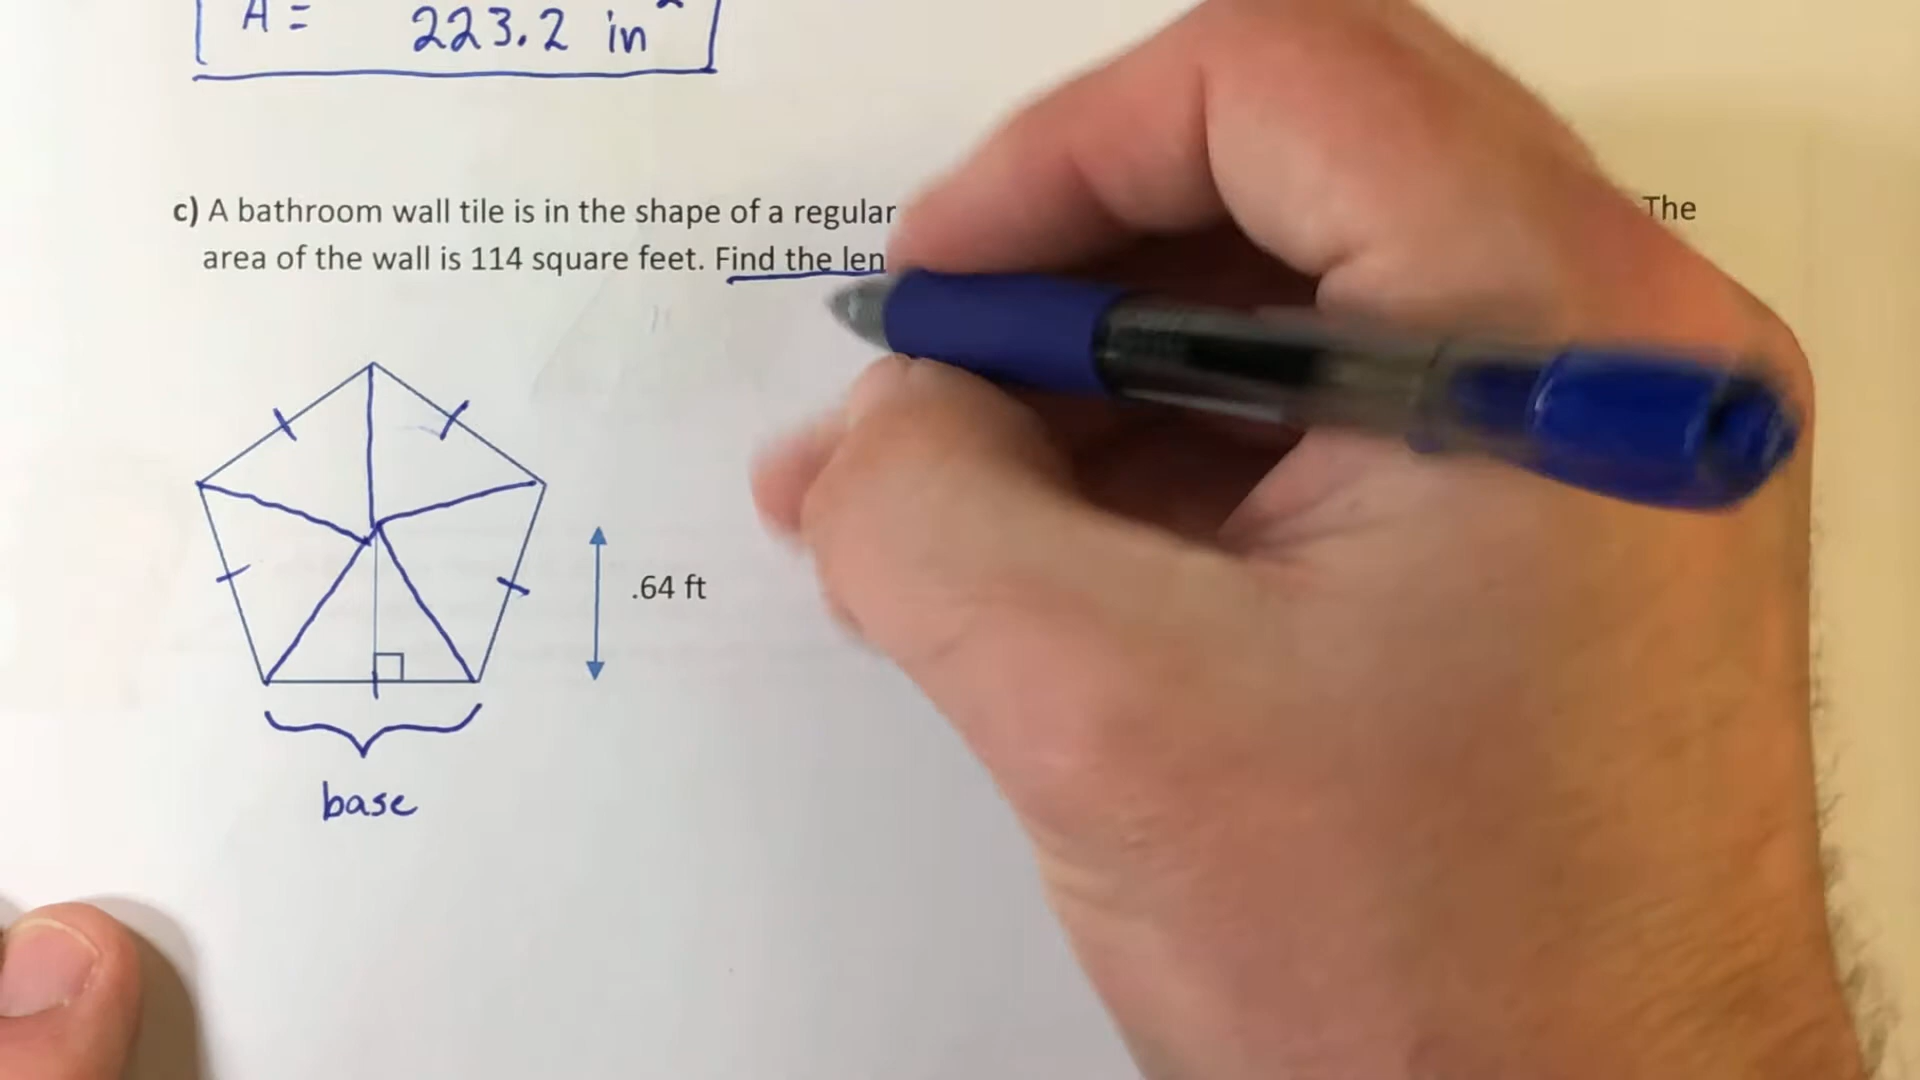 A = 223.2 in²
c) A bathroom wall tile is in the shape of a regular The
area of the wall is 114 square feet. Find the len
.64 ft
base